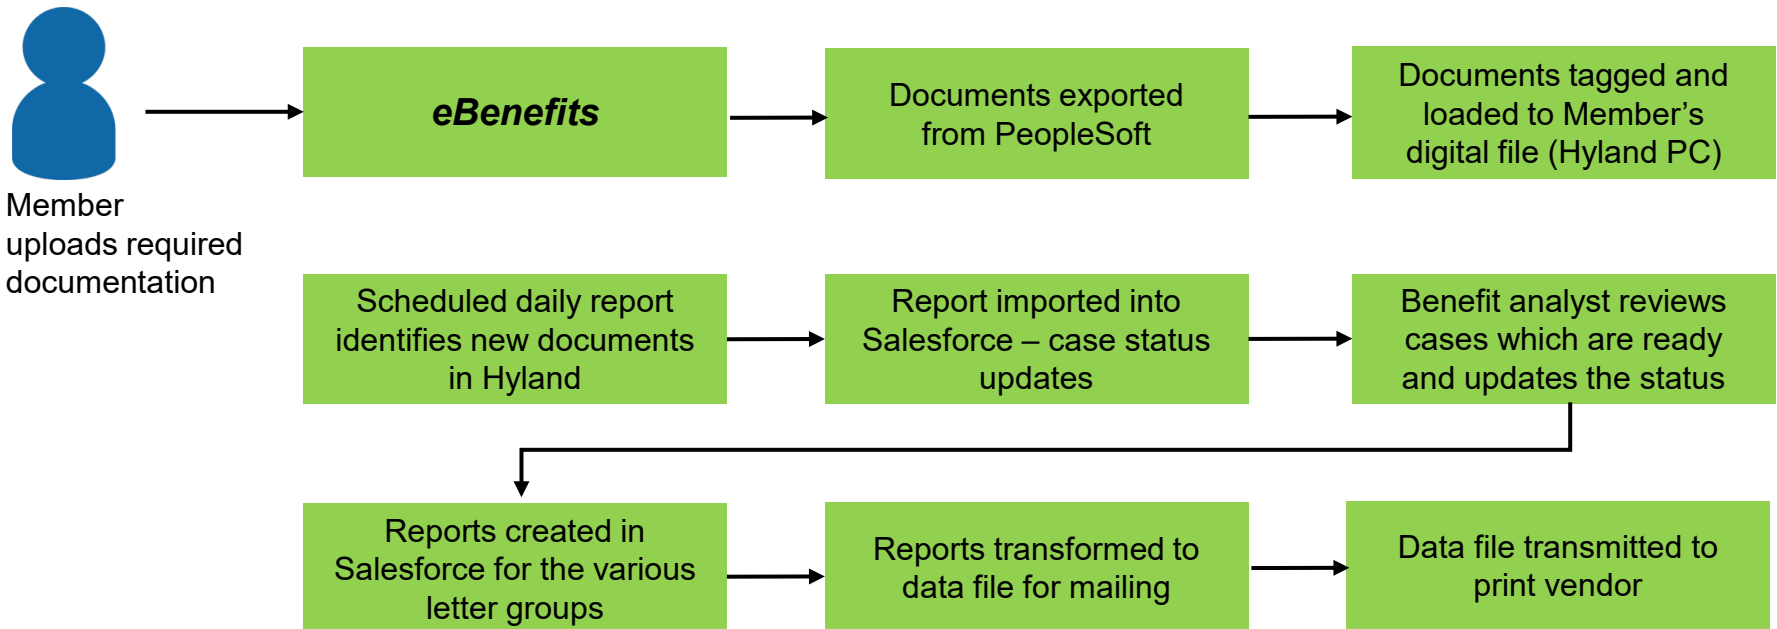 Member
uploads required
documentation
eBenefits
Documents exported
from PeopleSoft
Documents tagged and
loaded to Member’s
digital file (Hyland PC)
Scheduled daily report
identifies new documents
in Hyland
Report imported into
Salesforce – case status
updates
Benefit analyst reviews
cases which are ready
and updates the status
Reports created in
Salesforce for the various
letter groups
Reports transformed to
data file for mailing
Data file transmitted to
print vendor